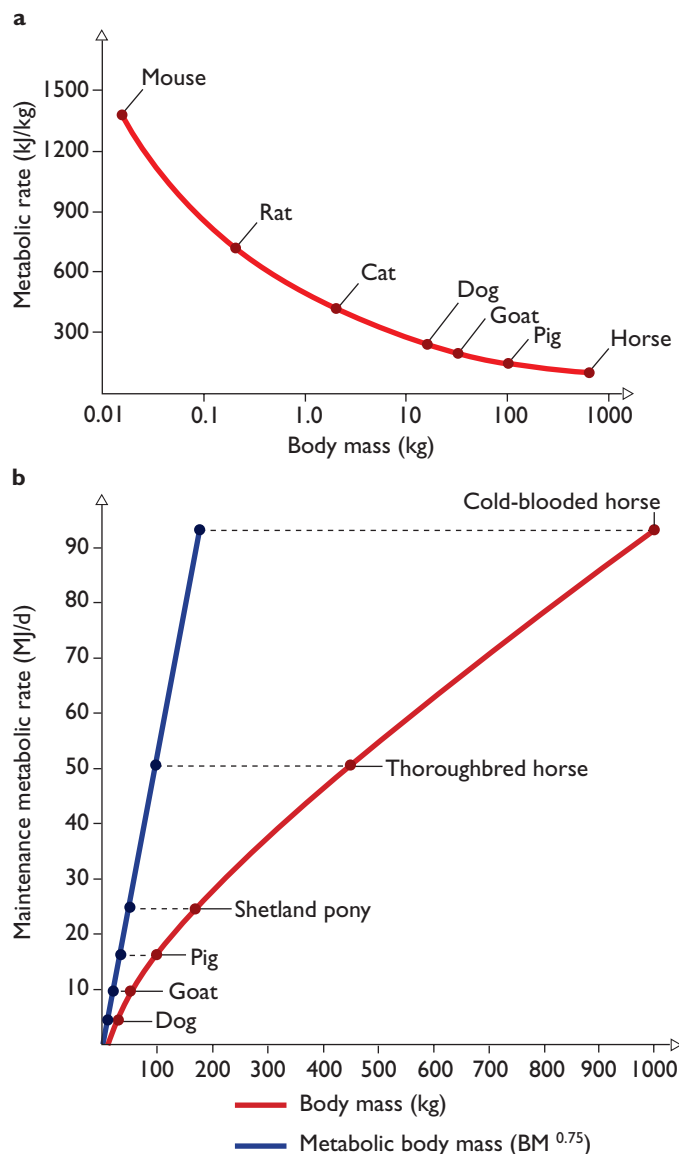 a
Metabolic rate (kJ/kg)
1500
1200
900
600
300
Mouse
Rat
Cat
Dog
Goat
Pig
Horse
0.01 0.1 1.0 10 100 1000
Body mass (kg)
b
Maintenance metabolic rate (MJ/d)
90
80
70
60
50
40
30
20
10
Cold-blooded horse
Thoroughbred horse
Shetland pony
Pig
Goat
Dog
100 200 300 400 500 600 700 800 900 1000
Body mass (kg)
Metabolic body mass (BM 0.75)